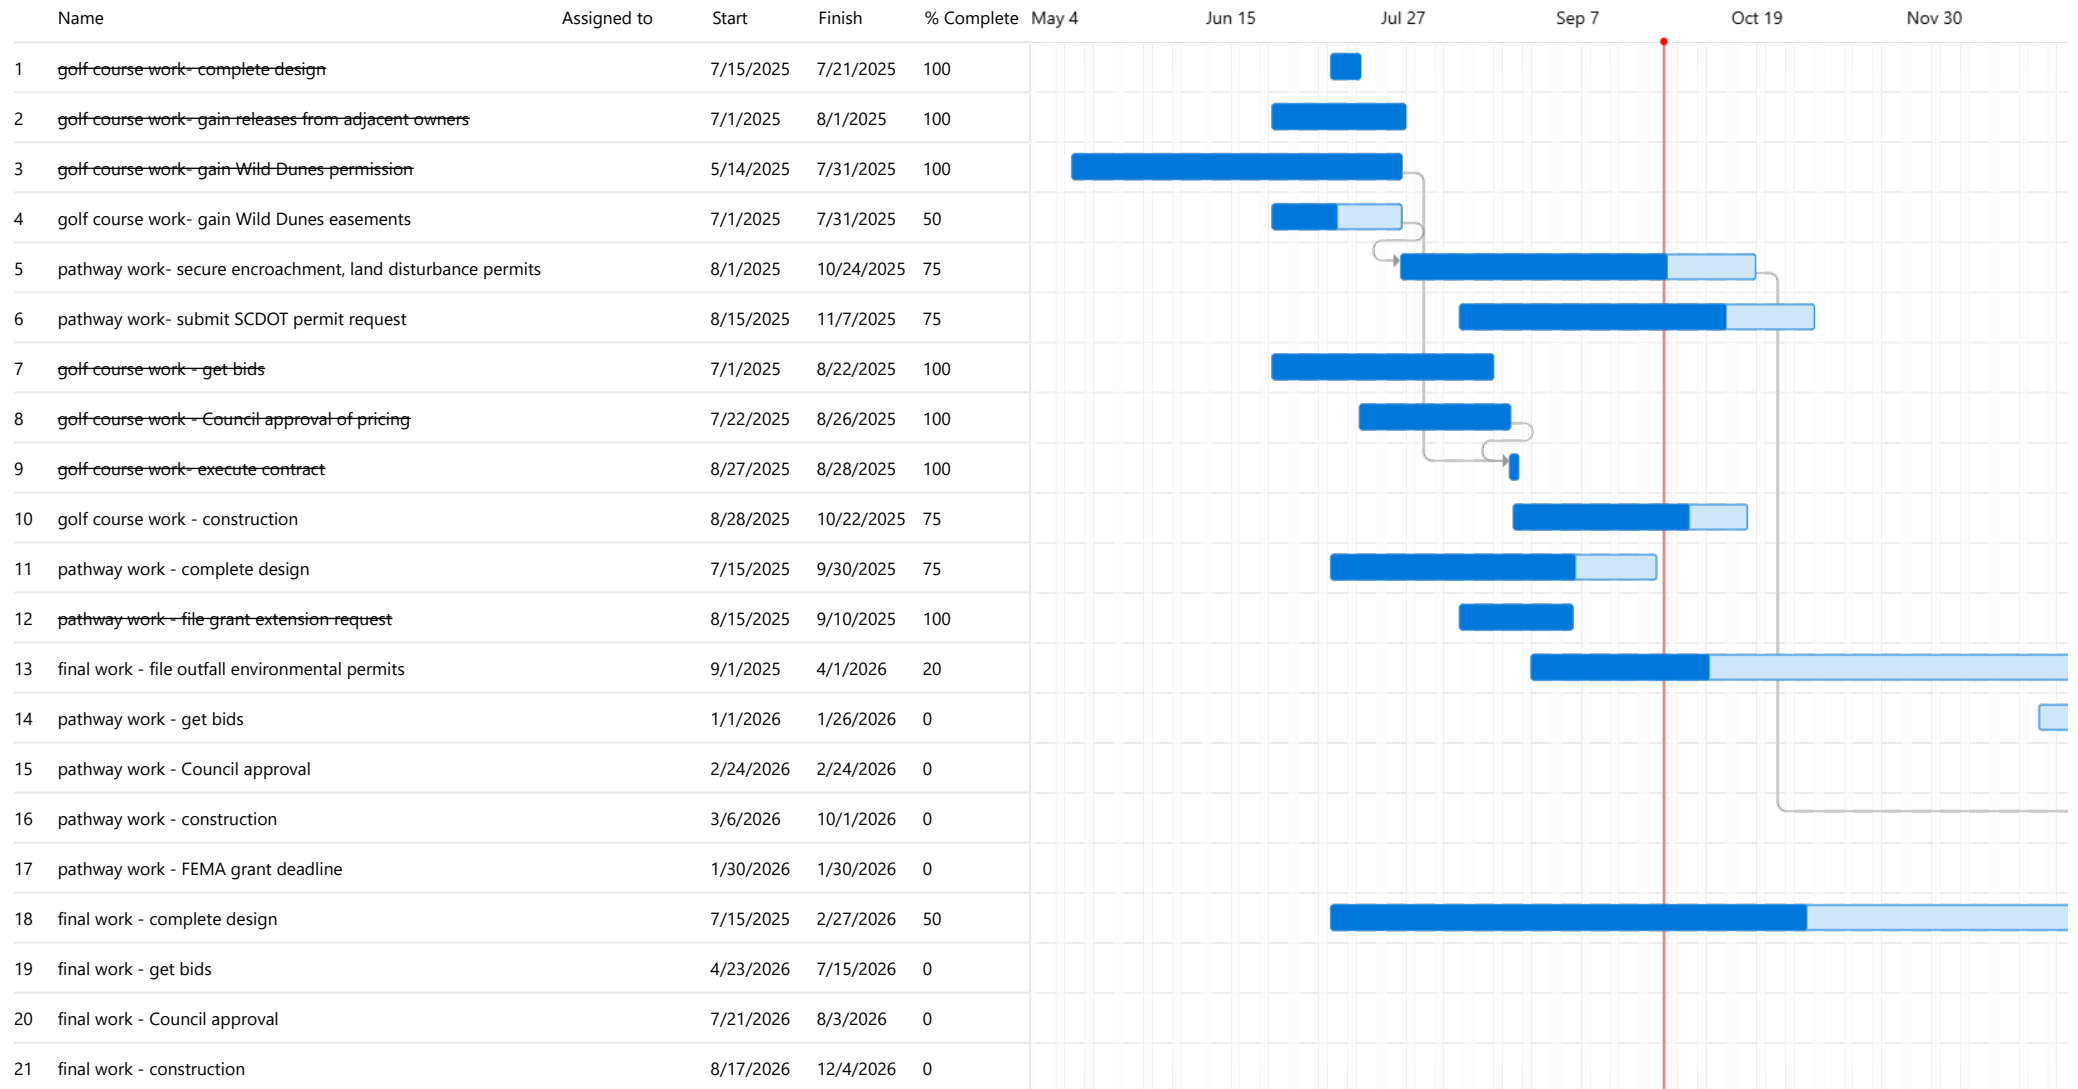 Name Assigned to Start Finish % Complete May 4 Jun 15 Jul 27 Sep 7 Oct 19 Nov 30
1 golf course work- complete design 7/15/2025 7/21/2025 100
2 golf course work- gain releases from adjacent owners 7/1/2025 8/1/2025 100
3 golf course work- gain Wild Dunes permission 5/14/2025 7/31/2025 100
4 golf course work- gain Wild Dunes easements 7/1/2025 7/31/2025 50
5 pathway work- secure encroachment, land disturbance permits 8/1/2025 10/24/2025 75
6 pathway work- submit SCDOT permit request 8/15/2025 11/7/2025 75
7 golf course work - get bids 7/1/2025 8/22/2025 100
8 golf course work - Council approval of pricing 7/22/2025 8/26/2025 100
9 golf course work- execute contract 8/27/2025 8/28/2025 100
10 golf course work - construction 8/28/2025 10/22/2025 75
11 pathway work - complete design 7/15/2025 9/30/2025 75
12 pathway work - file grant extension request 8/15/2025 9/10/2025 100
13 final work - file outfall environmental permits 9/1/2025 4/1/2026 20
14 pathway work - get bids 1/1/2026 1/26/2026 0
15 pathway work - Council approval 2/24/2026 2/24/2026 0
16 pathway work - construction 3/6/2026 10/1/2026 0
17 pathway work - FEMA grant deadline 1/30/2026 1/30/2026 0
18 final work - complete design 7/15/2025 2/27/2026 50
19 final work - get bids 4/23/2026 7/15/2026 0
20 final work - Council approval 7/21/2026 8/3/2026 0
21 final work - construction 8/17/2026 12/4/2026 0